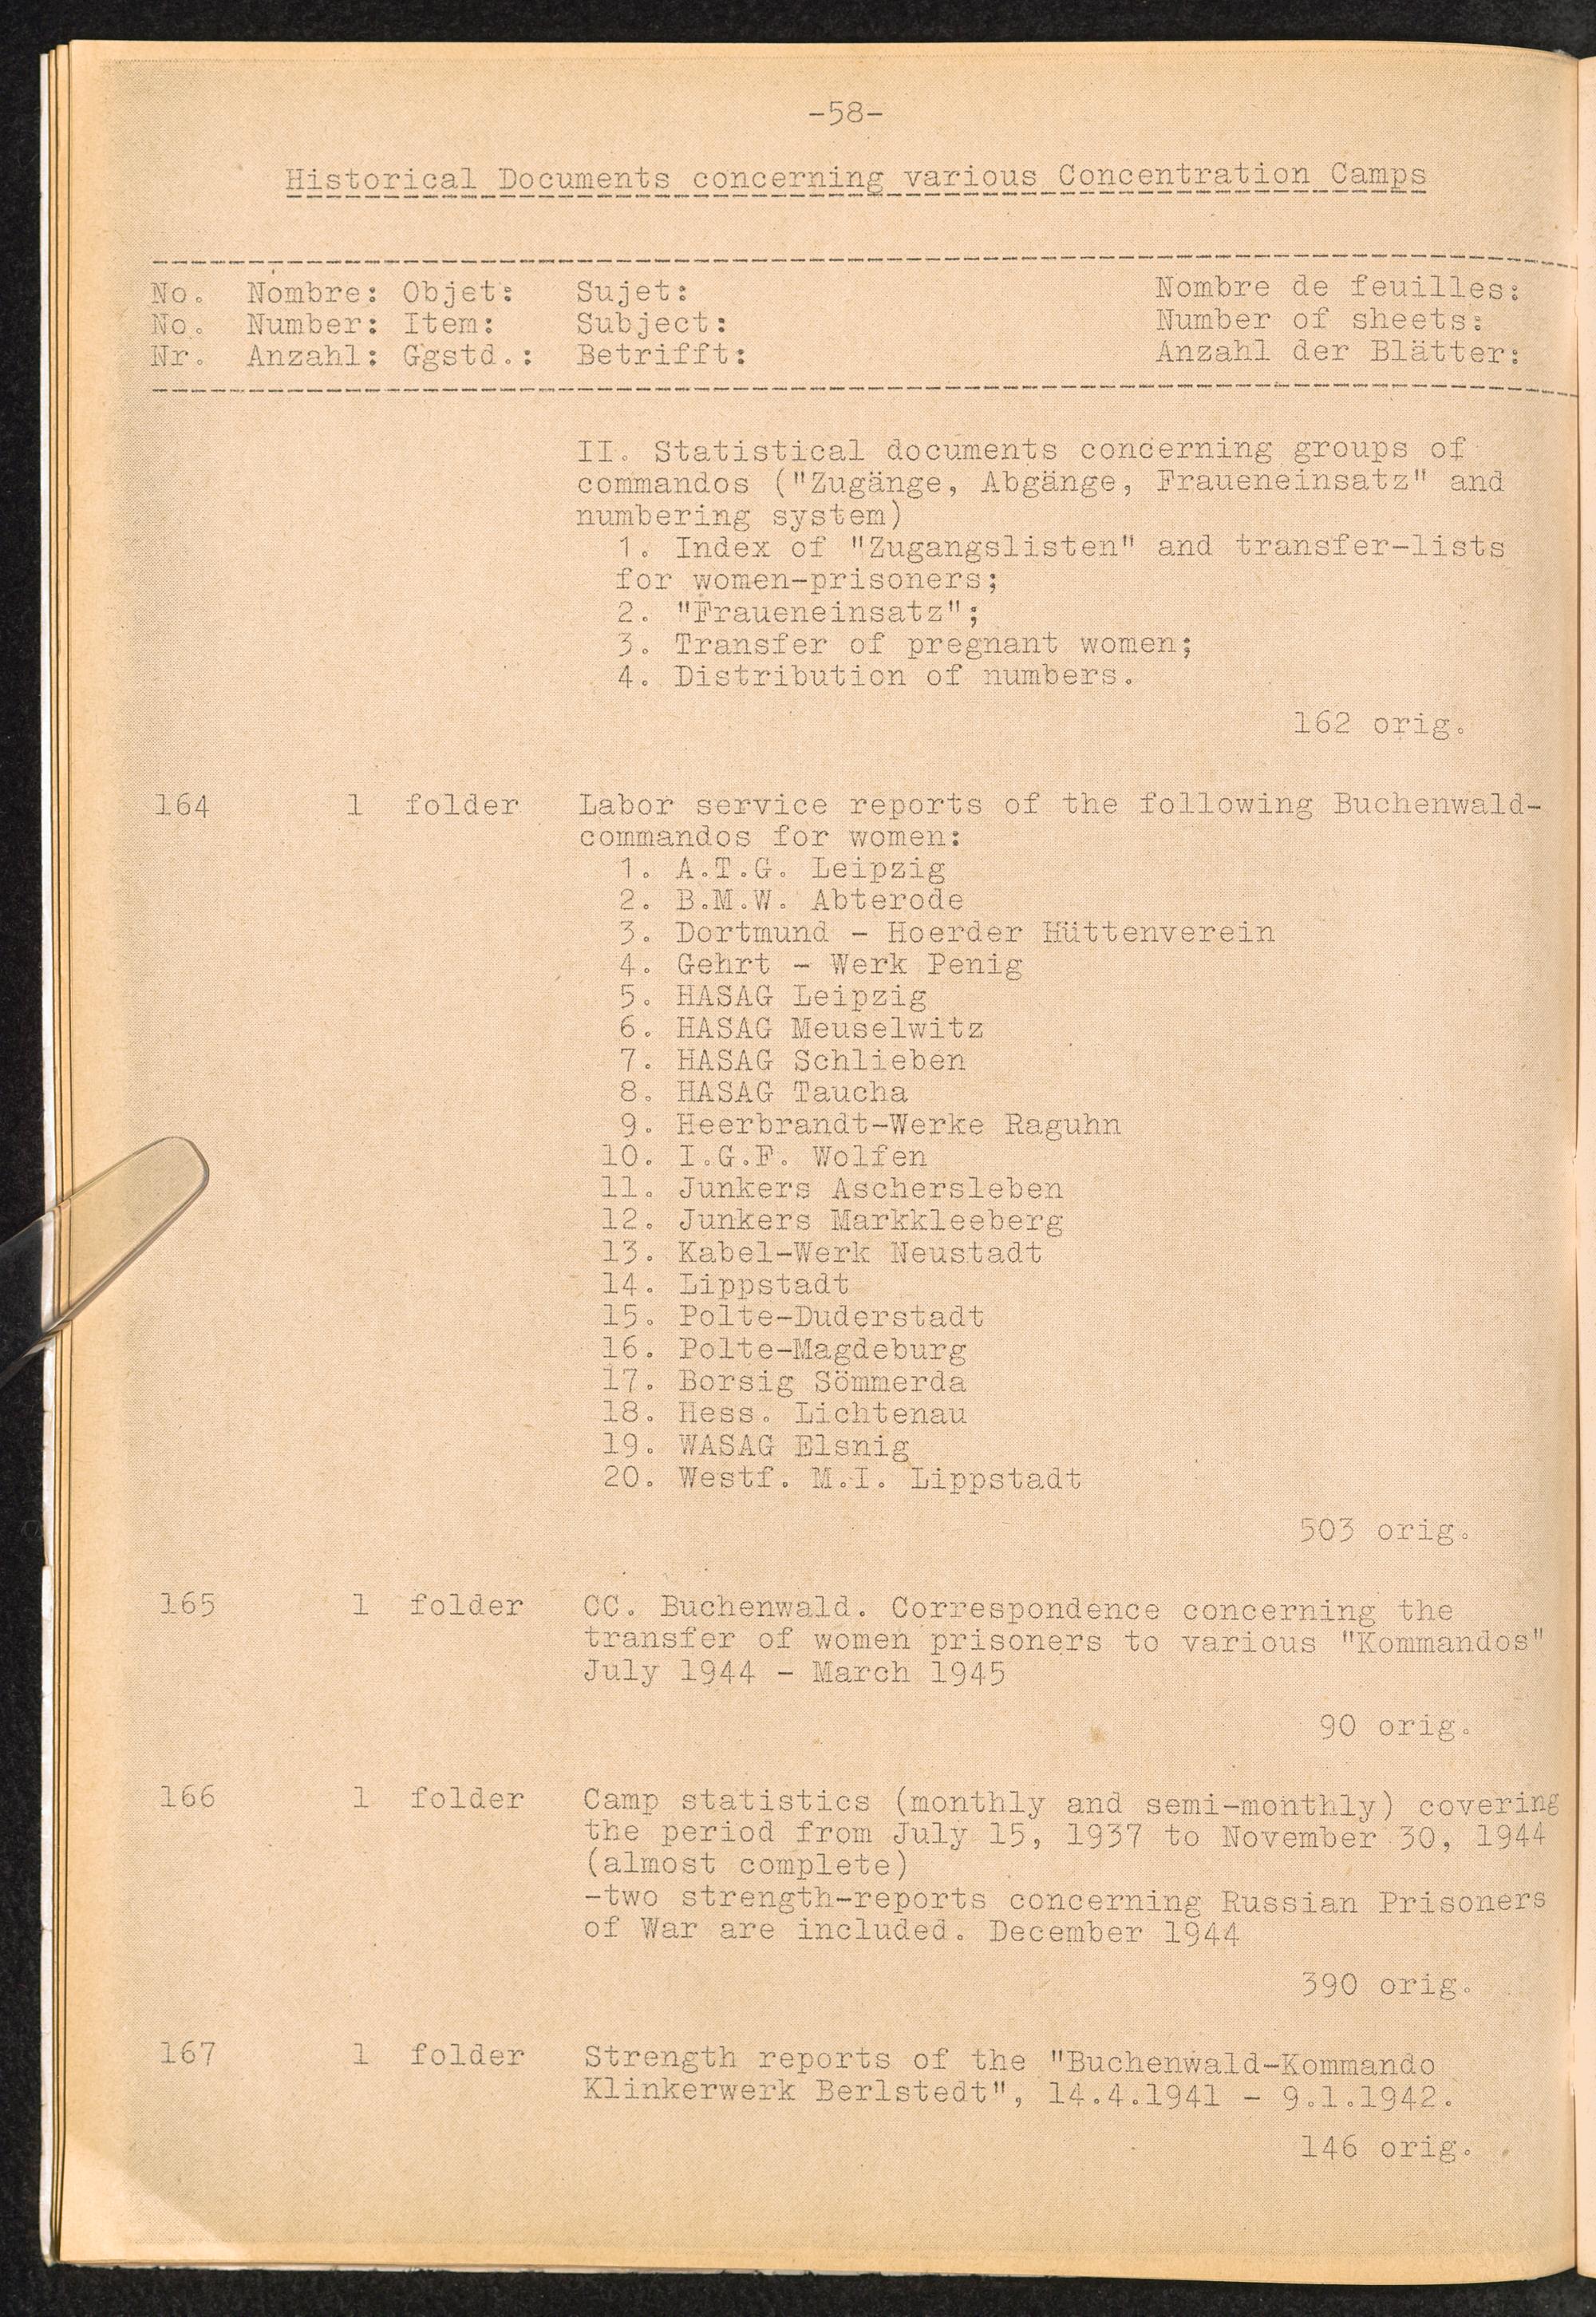 -58-
Historical Documents concerning various Concentration Camps
No. Nombre: Objet: Sujet: Nombre de feuilles:
No. Number: Item: Subject: Number of sheets:
Nr. Anzahl: Ggstd.: Betrifft: Anzahl der Blätter:
II. Statistical documents concerning groups of
commandos ("Zugänge, Abgänge, Fraueneinsatz" and
numbering system)
1. Index of "Zugangslisten" and transfer-lists
for women-prisoners;
2. "Fraueneinsatz";
3. Transfer of pregnant women;
4. Distribution of numbers.
162 orig.
164 1 folder Labor service reports of the following Buchenwald-
commandos for women:
1. A.T.G. Leipzig
2. B.M.W. Abterode
3. Dortmund - Hoerder Hüttenverein
4. Gehrt - Werk Penig
5. HASAG Leipzig
6. HASAG Meuselwitz
7. HASAG Schlieben
8. HASAG Taucha
9. Heerbrandt-Werke Raguhn
10. I.G.F. Wolfen
11. Junkers Aschersleben
12. Junkers Markkleeberg
13. Kabel-Werk Neustadt
14. Lippstadt
15. Polte-Duderstadt
16. Polte-Magdeburg
17. Borsig Sömmerda
18. Hess. Lichtenau
19. WASAG Elsnig
20. Westf. M.I. Lippstadt
503 orig.
165 1 folder CC. Buchenwald. Correspondence concerning the
transfer of women prisoners to various "Kommandos"
July 1944 - March 1945
90 orig.
166 1 folder Camp statistics (monthly and semi-monthly) covering
the period from July 15, 1937 to November 30, 1944
(almost complete)
-two strength-reports concerning Russian Prisoners
of War are included. December 1944
390 orig.
167 1 folder Strength reports of the "Buchenwald-Kommando
Klinkerwerk Berlstedt", 14.4.1941 - 9.1.1942.
146 orig.